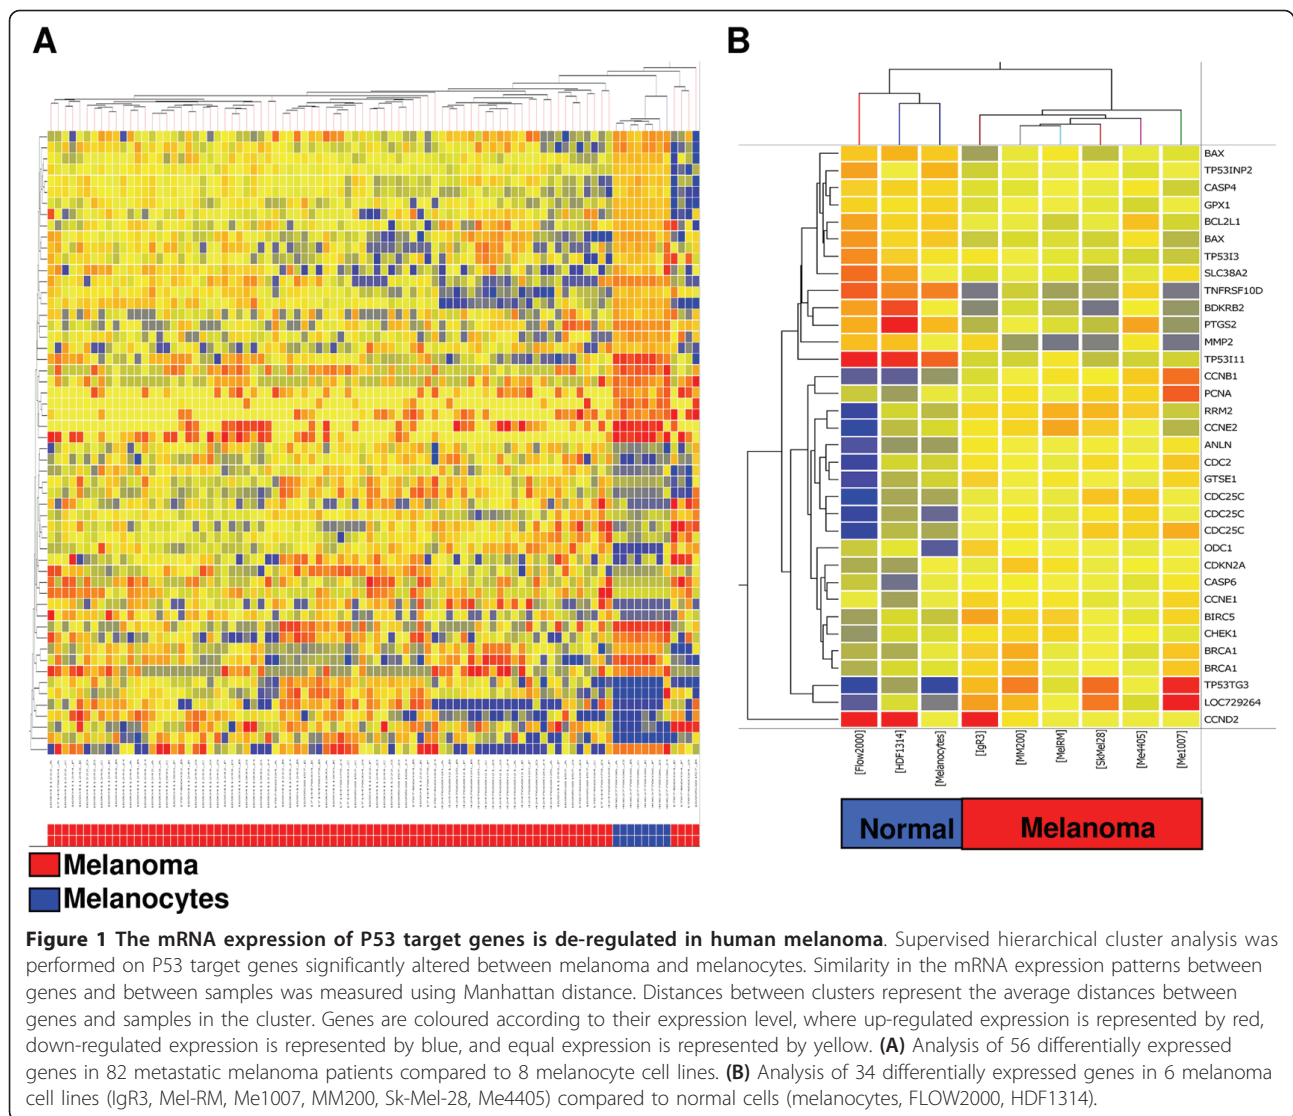 A
B
BAX
TP53INP2
CASP4
GPX1
BCL2L1
BAX
TP53I3
SLC38A2
TNFRSF10D
BDKRB2
PTGS2
MMP2
TP53I11
CCNB1
PCNA
RRM2
CCNE2
ANLN
CDC2
GTSE1
CDC25C
CDC25C
CDC25C
ODC1
CDKN2A
CASP6
CCNE1
BIRC5
CHEK1
BRCA1
BRCA1
TP53TG3
LOC729264
CCND2
[Flow2000]
[HDF1314]
[Melanocytes]
[IgR3]
[MM200]
[MelRM]
[SkMel28]
[Me4405]
[Me1007]
Normal
Melanoma
Melanoma
Melanocytes
Figure 1 The mRNA expression of P53 target genes is de-regulated in human melanoma. Supervised hierarchical cluster analysis was
performed on P53 target genes significantly altered between melanoma and melanocytes. Similarity in the mRNA expression patterns between
genes and between samples was measured using Manhattan distance. Distances between clusters represent the average distances between
genes and samples in the cluster. Genes are coloured according to their expression level, where up-regulated expression is represented by red,
down-regulated expression is represented by blue, and equal expression is represented by yellow. (A) Analysis of 56 differentially expressed
genes in 82 metastatic melanoma patients compared to 8 melanocyte cell lines. (B) Analysis of 34 differentially expressed genes in 6 melanoma
cell lines (IgR3, Mel-RM, Me1007, MM200, Sk-Mel-28, Me4405) compared to normal cells (melanocytes, FLOW2000, HDF1314).